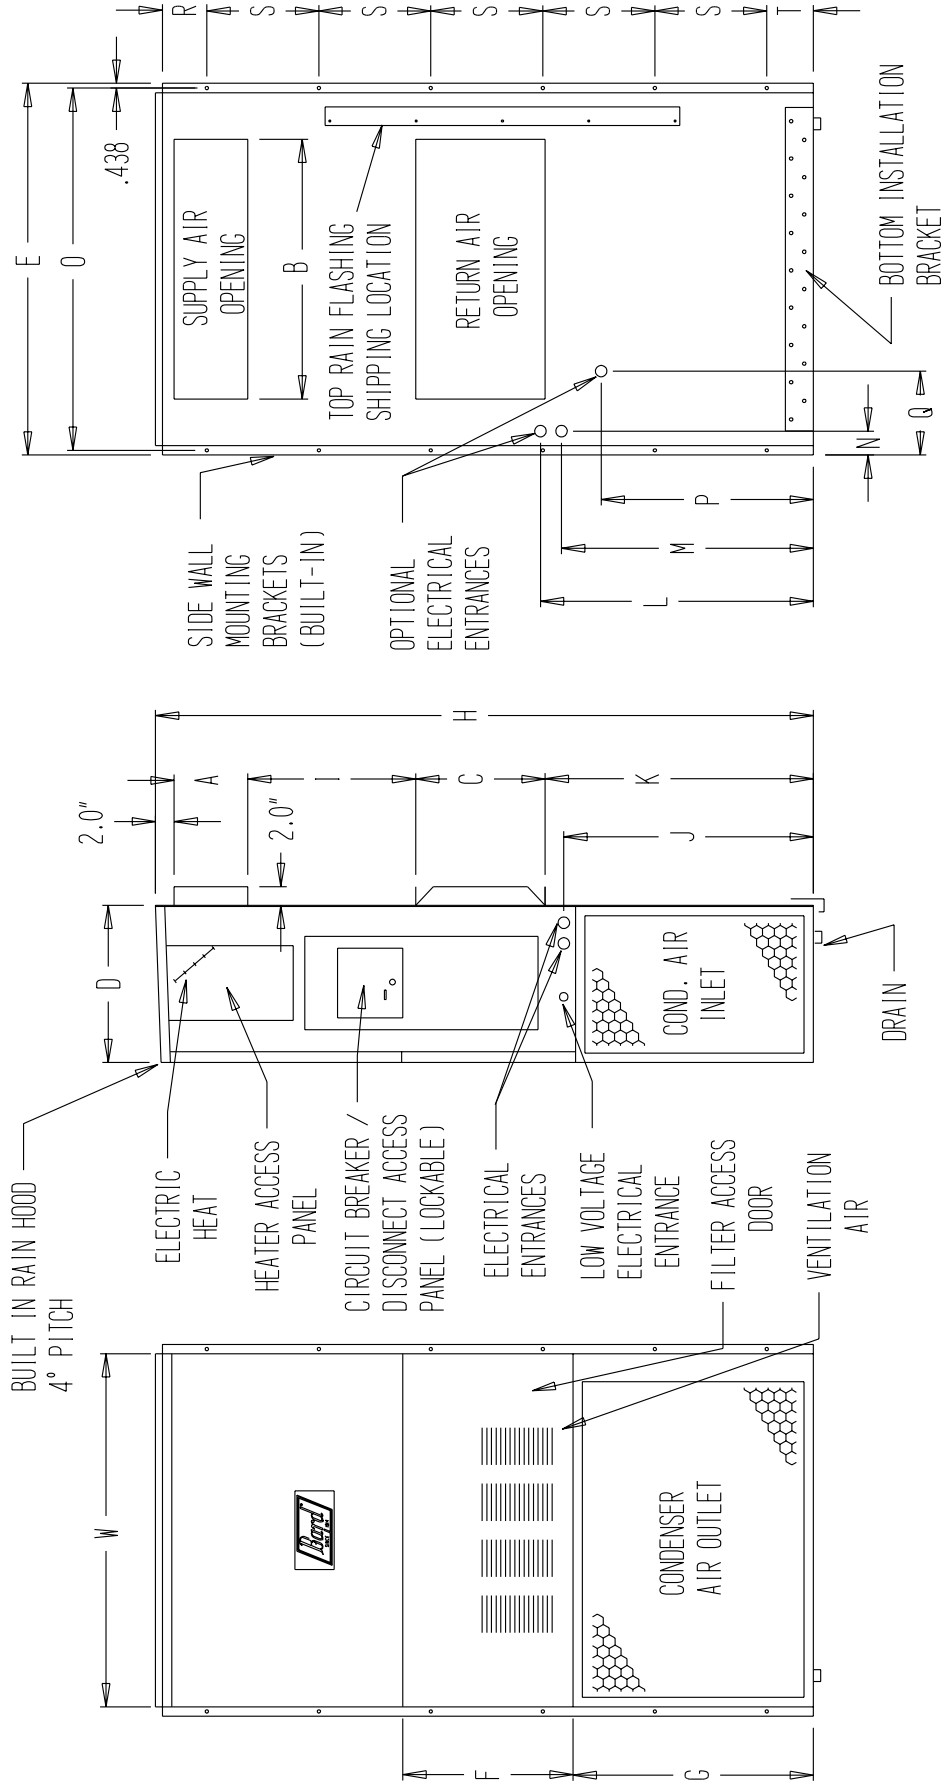 BUILT IN RAIN HOOD
4° PITCH
ELECTRIC
HEAT
HEATER ACCESS
PANEL
CIRCUIT BREAKER /
DISCONNECT ACCESS
PANEL (LOCKABLE)
ELECTRICAL
ENTRANCES
LOW VOLTAGE
ELECTRICAL
ENTRANCE
FILTER ACCESS
DOOR
VENTILATION
AIR
W
F
G
Bard
CONDENSER
AIR OUTLET
D
2.0"
A
I
2.0"
C
H
K
J
COND. AIR
INLET
DRAIN
SIDE WALL
MOUNTING
BRACKETS
(BUILT-IN)
OPTIONAL
ELECTRICAL
ENTRANCES
L
M
P
N
Q
E
O
.438
SUPPLY AIR
OPENING
B
TOP RAIN FLASHING
SHIPPING LOCATION
RETURN AIR
OPENING
BOTTOM INSTALLATION
BRACKET
R
S
S
S
S
S
T